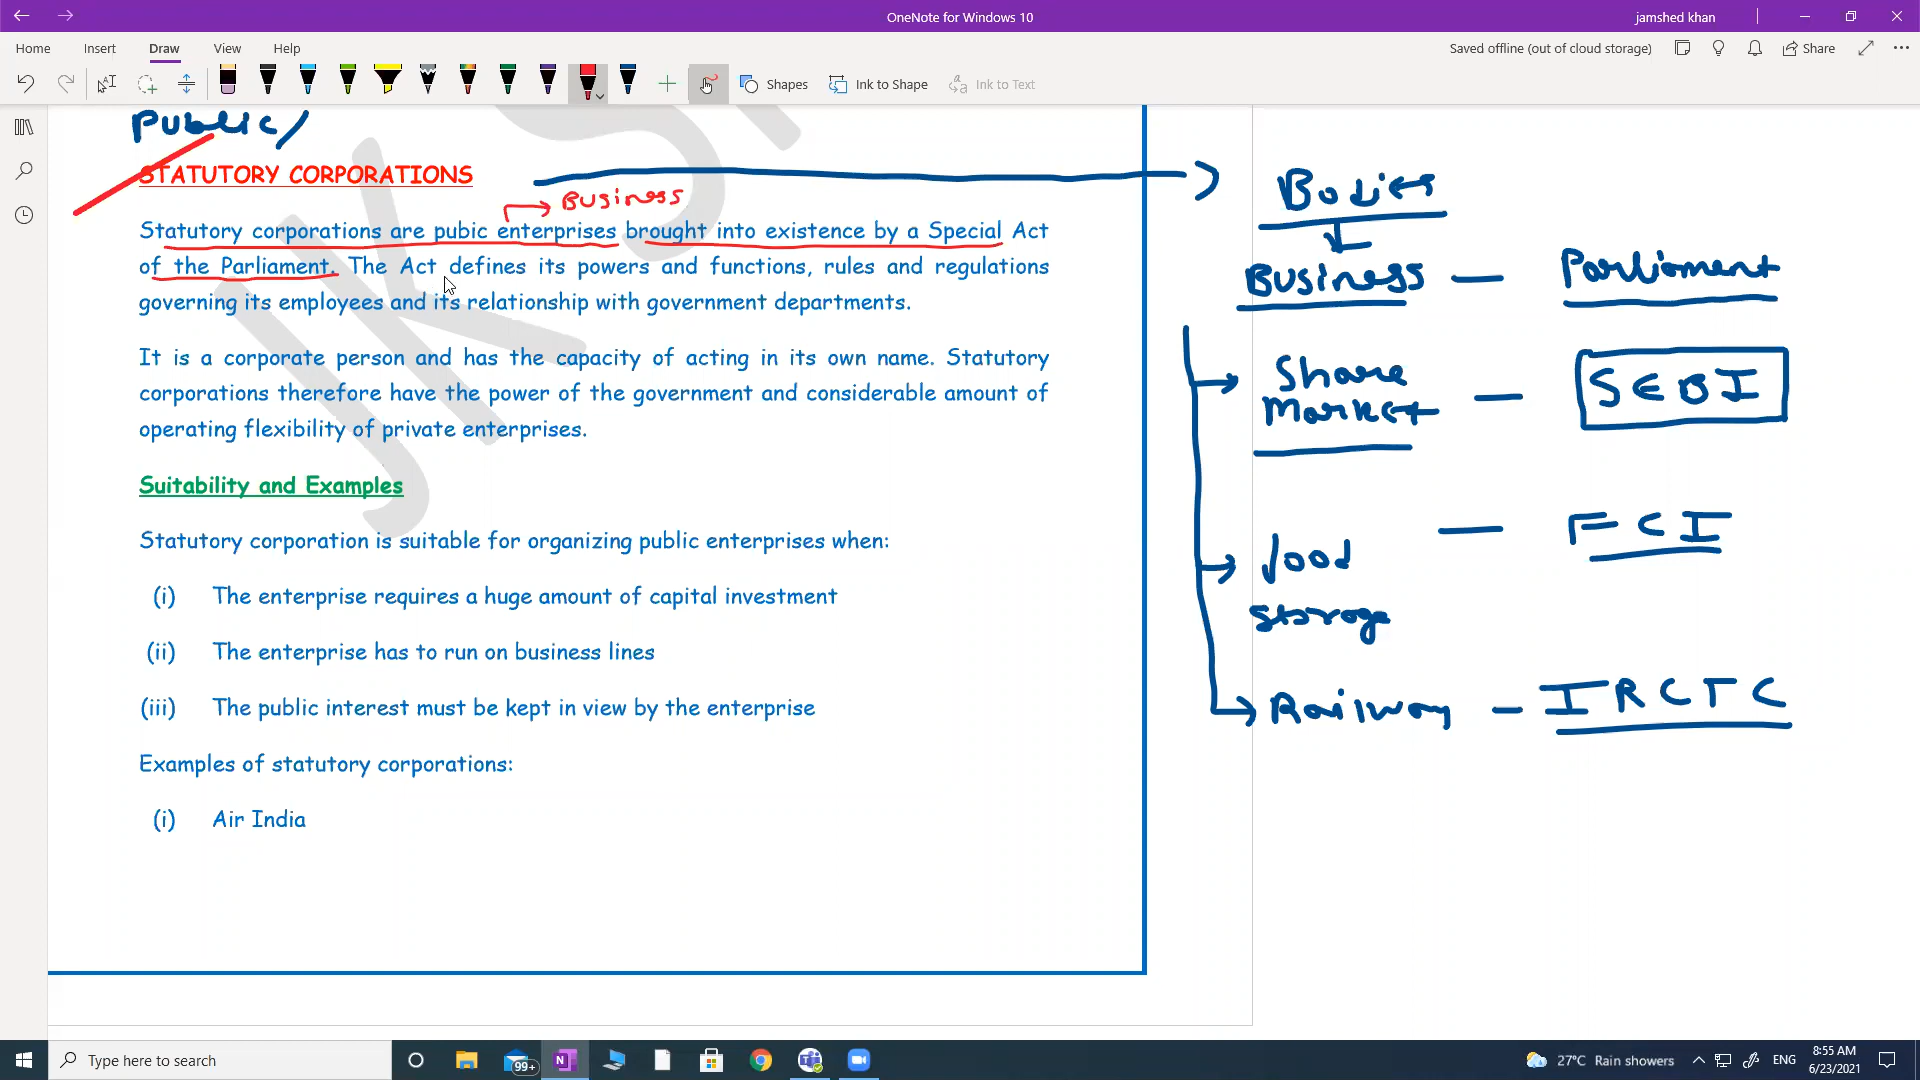 OneNote for Windows 10
jamshed khan
Home Insert Draw View Help
Saved offline (out of cloud storage)
Share
Shapes
Ink to Shape
Ink to Text
Public/
STATUTORY CORPORATIONS
Business
Statutory corporations are pubic enterprises brought into existence by a Special Act
of the Parliament. The Act defines its powers and functions, rules and regulations
governing its employees and its relationship with government departments.
It is a corporate person and has the capacity of acting in its own name. Statutory
corporations therefore have the power of the government and considerable amount of
operating flexibility of private enterprises.
Suitability and Examples
Statutory corporation is suitable for organizing public enterprises when:
(i) The enterprise requires a huge amount of capital investment
(ii) The enterprise has to run on business lines
(iii) The public interest must be kept in view by the enterprise
Examples of statutory corporations:
(i) Air India
Bodies
Business — Parliament
Share
Market — SEBI
food — FCI
storage
Railway — IRCTC
JK S
Type here to search
99+
27°C Rain showers
ENG
8:55 AM
6/23/2021